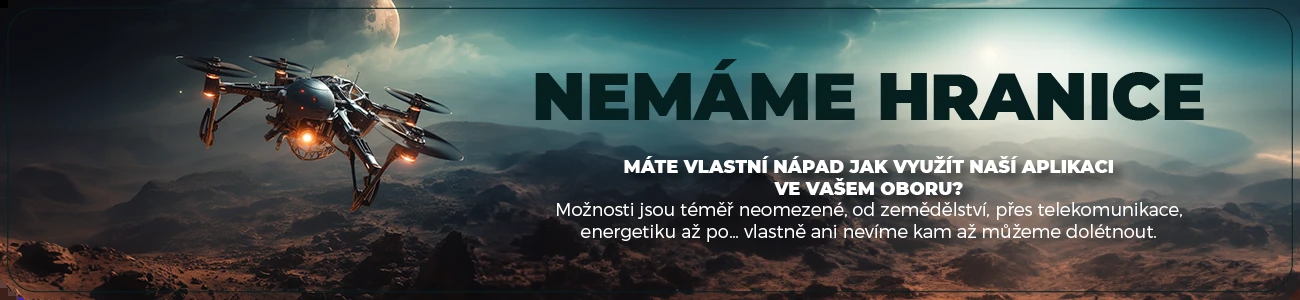 NEMÁME HRANICE
MÁTE VLASTNÍ NÁPAD JAK VYUŽÍT NAŠÍ APLIKACI
VE VAŠEM OBORU?
Možnosti jsou téměř neomezené, od zemědělství, přes telekomunikace,
energetiku až po... vlastně ani nevíme kam až můžeme dolétnout.